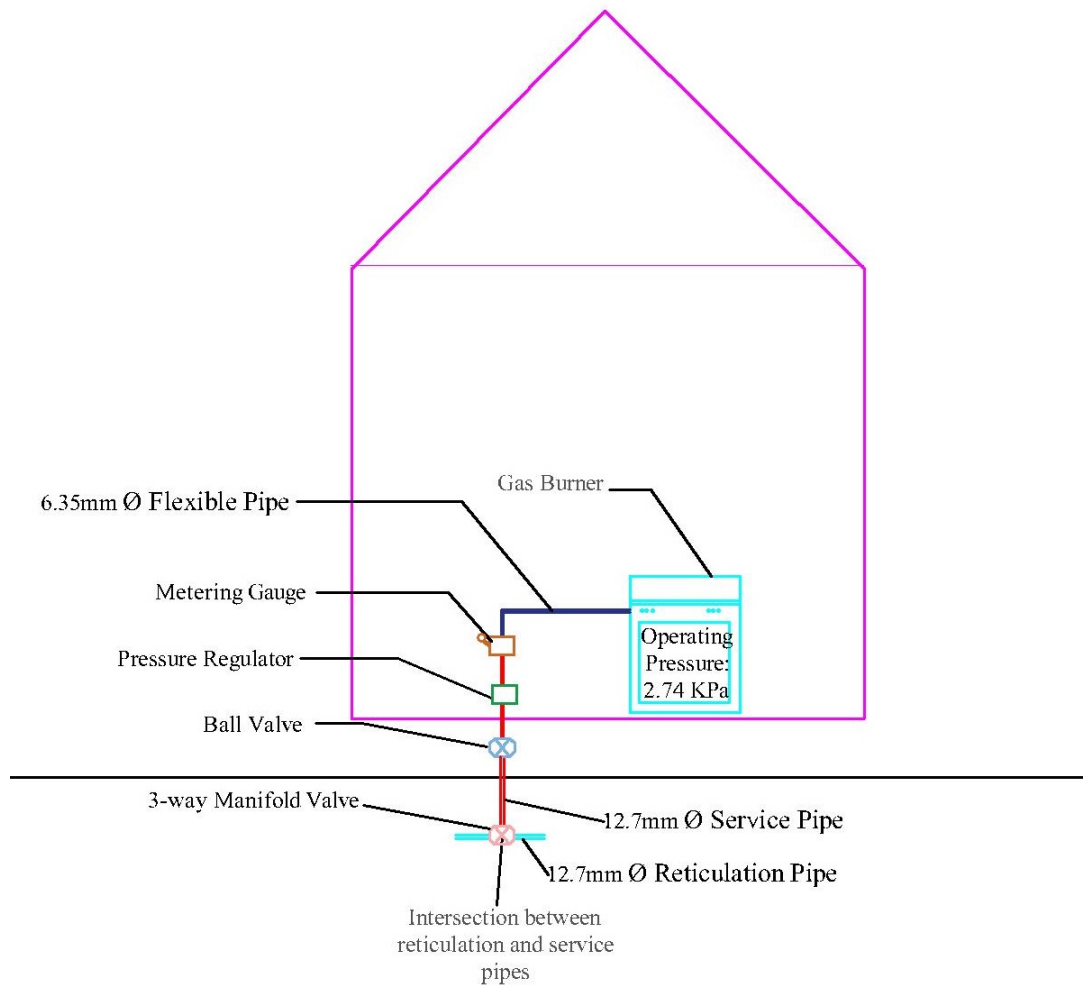 Gas Burner
6.35mm Ø Flexible Pipe
Metering Gauge
Operating
Pressure:
2.74 KPa
Pressure Regulator
Ball Valve
3-way Manifold Valve
12.7mm Ø Service Pipe
12.7mm Ø Reticulation Pipe
Intersection between
reticulation and service
pipes